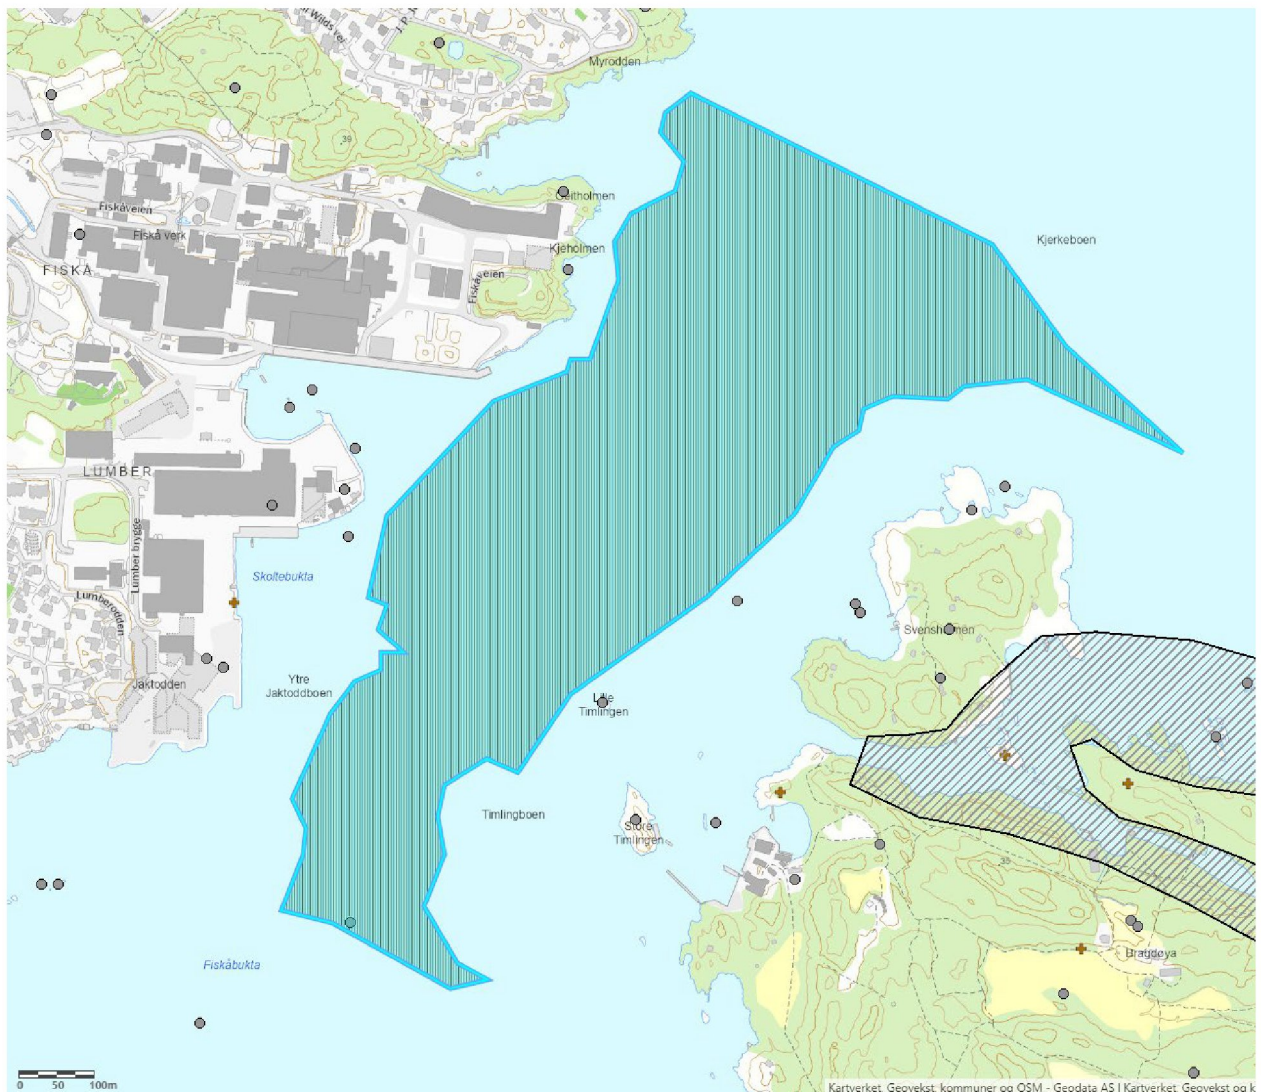 Myrodden
39
Geitholmen
Fiskåveien
Fiskå verk
Kjeholmen
Kjerkeboen
FISKÅ
Fiskåveien
LUMBER
Lumber brygge
Skoltebukta
Lumberodden
Svensholmen
Jaktodden
Ytre
Jaktoddboen
Lille
Timlingen
Timlingboen
Store
Timlingen
35
Bragdøya
Fiskåbukta
0 50 100m
Kartverket, Geovekst, kommuner og OSM - Geodata AS | Kartverket, Geovekst og k